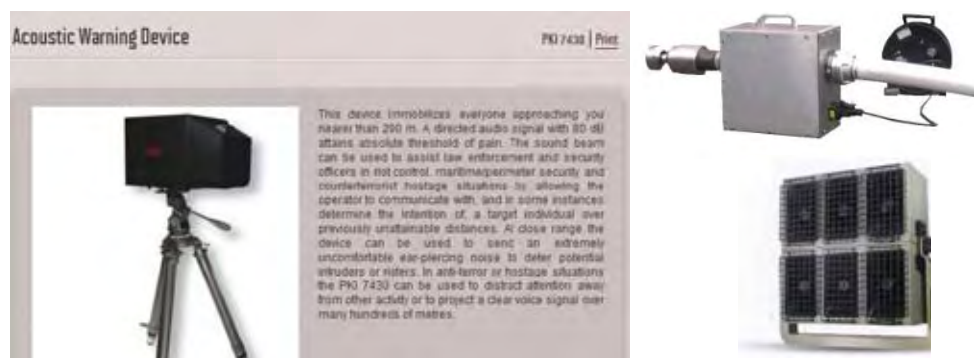 Acoustic Warning Device
PKI 7430 | Print
This device immobilizes everyone approaching you
nearer than 200 m. A directed audio signal with 80 dB
attains absolute threshold of pain. The sound beam
can be used to assist law enforcement and security
officers in riot control, maritime/perimeter security and
counterterrorist hostage situations by allowing the
operator to communicate with, and in some instances
determine the intention of, a target individual over
previously unattainable distances. At close range the
device can be used to send an extremely
uncomfortable ear-piercing noise to deter potential
intruders or rioters. In anti-terror or hostage situations
the PKI 7430 can be used to distract attention away
from other activity or to project a clear voice signal over
many hundreds of metres.